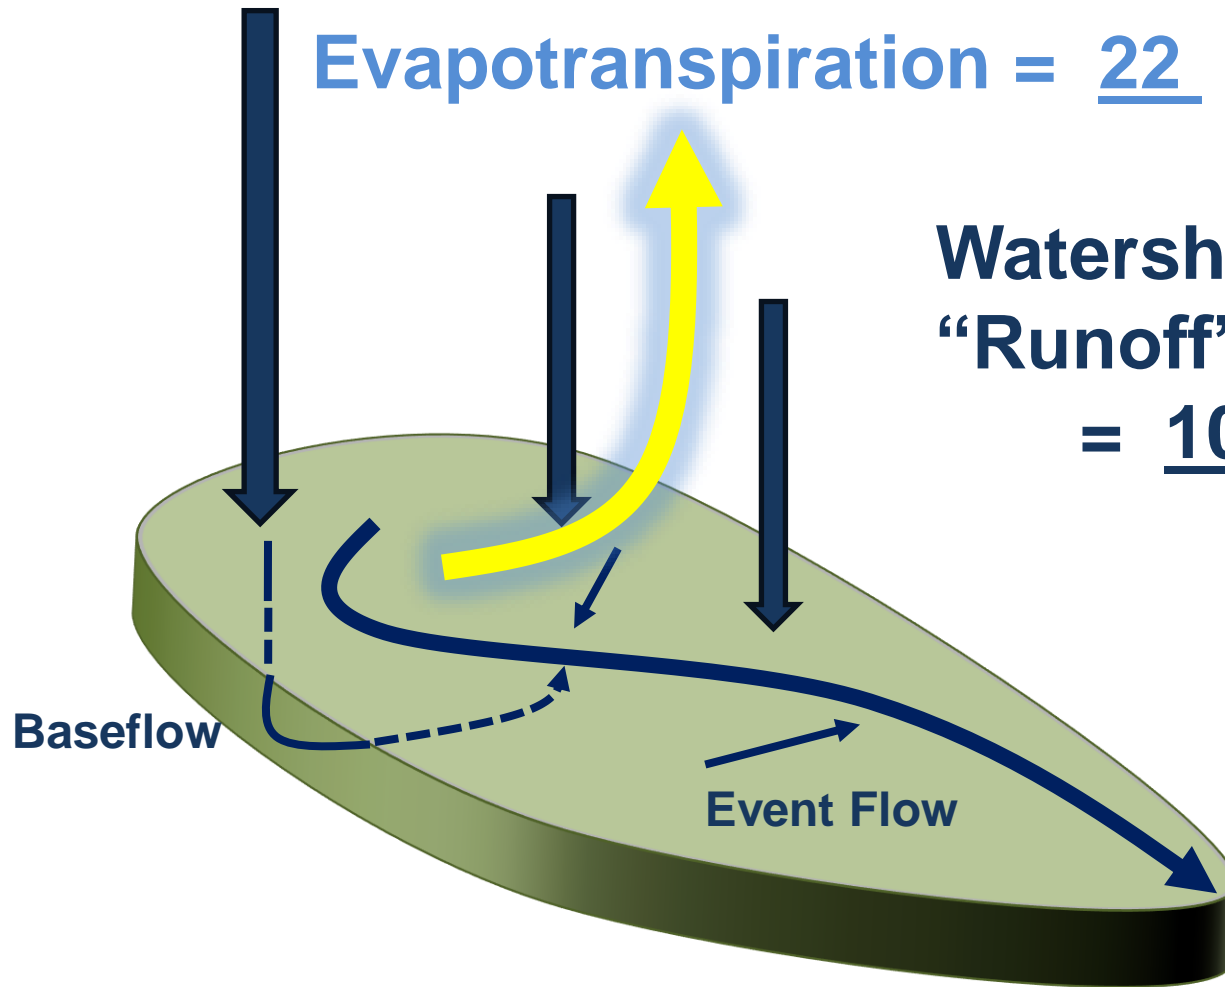 Evapotranspiration = 22
Watersh
“Runoff”
= 10
Baseflow
Event Flow